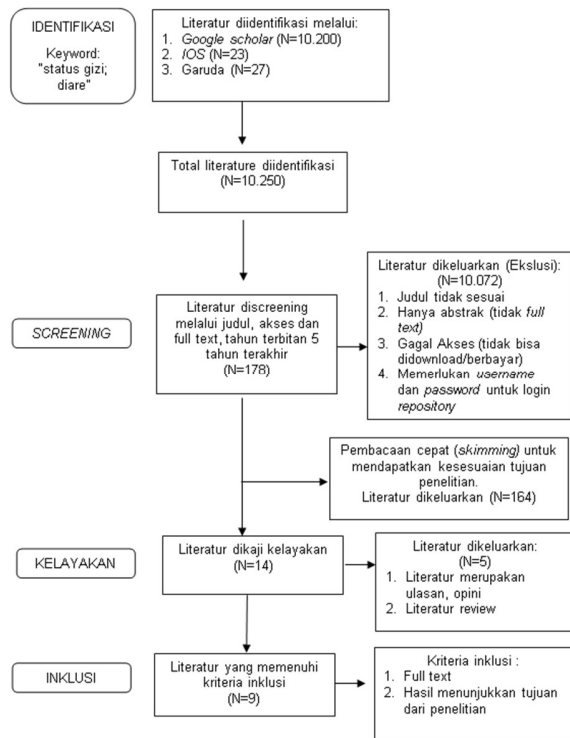 IDENTIFIKASI
Keyword:
"status gizi;
diare"
Literatur diidentifikasi melalui:
1. Google scholar (N=10.200)
2. IOS (N=23)
3. Garuda (N=27)
Total literature diidentifikasi
(N=10.250)
SCREENING
Literatur discreening
melalui judul, akses dan
full text, tahun terbitan 5
tahun terakhir
(N=178)
Literatur dikeluarkan (Ekslusi):
(N=10.072)
1. Judul tidak sesuai
2. Hanya abstrak (tidak full
text)
3. Gagal Akses (tidak bisa
didownload/berbayar)
4. Memerlukan username
dan password untuk login
repository
Pembacaan cepat (skimming) untuk
mendapatkan kesesuaian tujuan
penelitian.
Literatur dikeluarkan (N=164)
KELAYAKAN
Literatur dikaji kelayakan
(N=14)
Literatur dikeluarkan:
(N=5)
1. Literatur merupakan
ulasan, opini
2. Literatur review
INKLUSI
Literatur yang memenuhi
kriteria inklusi
(N=9)
Kriteria inklusi :
1. Full text
2. Hasil menunjukkan tujuan
dari penelitian